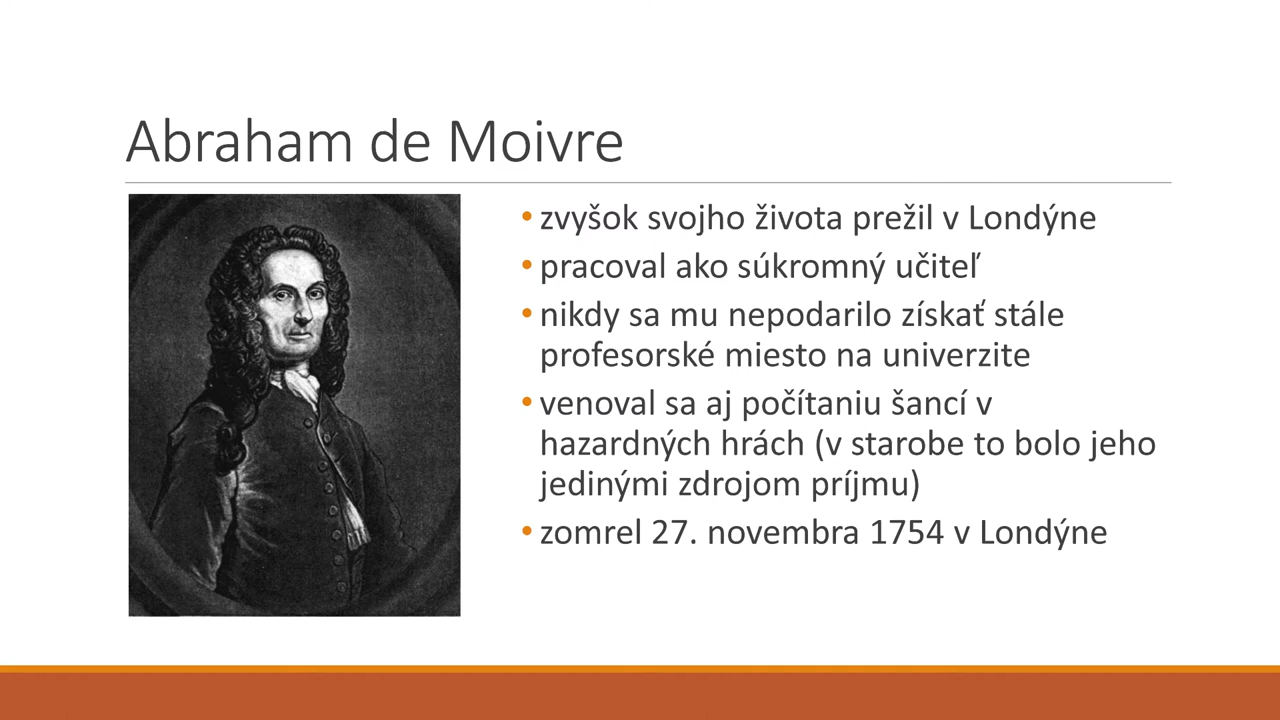 Abraham de Moivre
• zvyšok svojho života prežil v Londýne
• pracoval ako súkromný učiteľ
• nikdy sa mu nepodarilo získať stále
profesorské miesto na univerzite
• venoval sa aj počítaniu šancí v
hazardných hrách (v starobe to bolo jeho
jedinými zdrojom príjmu)
• zomrel 27. novembra 1754 v Londýne